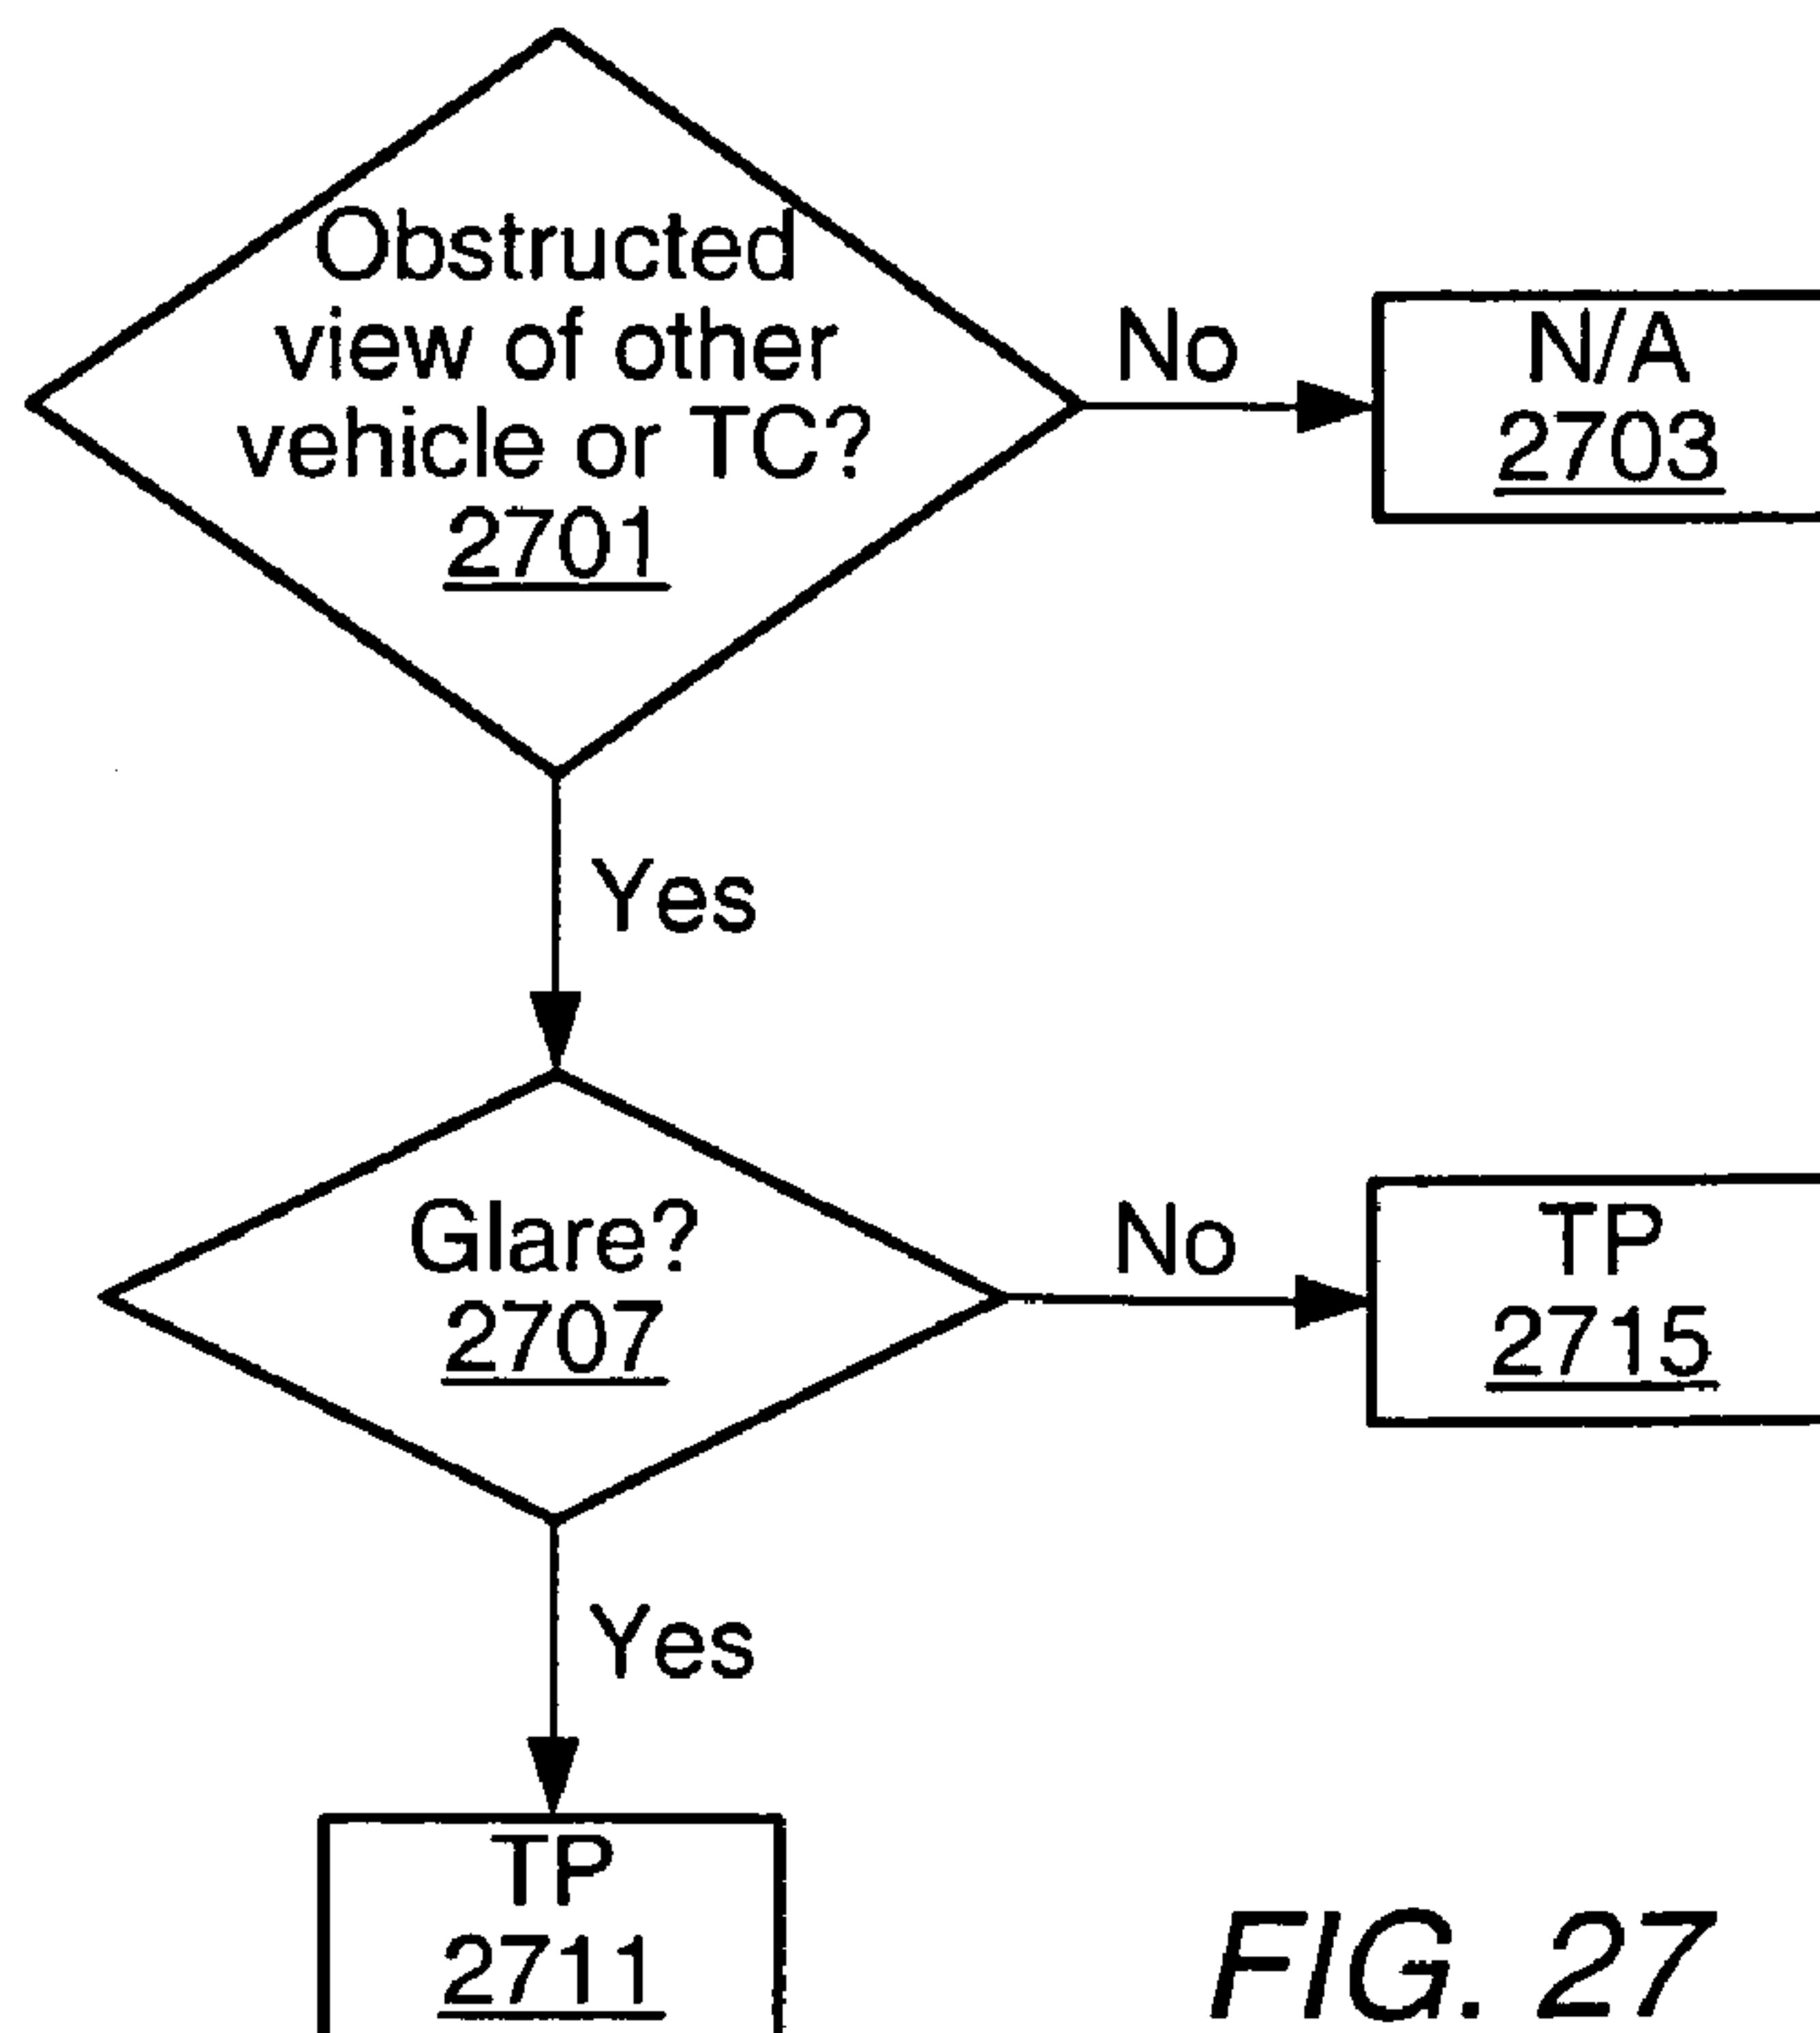 Obstructed
view of other
vehicle or TC?
2701
No
N/A
2703
Yes
Glare?
2707
No
TP
2715
Yes
TP
2711
FIG. 27